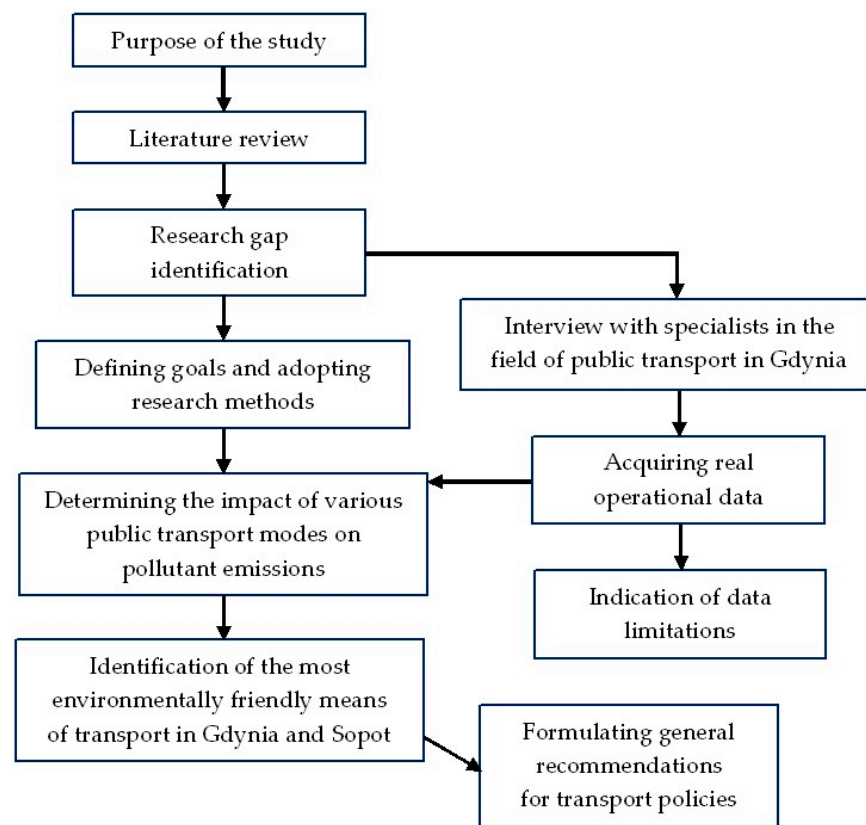 Purpose of the study
Literature review
Research gap
identification
Interview with specialists in the
field of public transport in Gdynia
Defining goals and adopting
research methods
Acquiring real
operational data
Determining the impact of various
public transport modes on
pollutant emissions
Indication of data
limitations
Identification of the most
environmentally friendly means
of transport in Gdynia and Sopot
Formulating general
recommendations
for transport policies